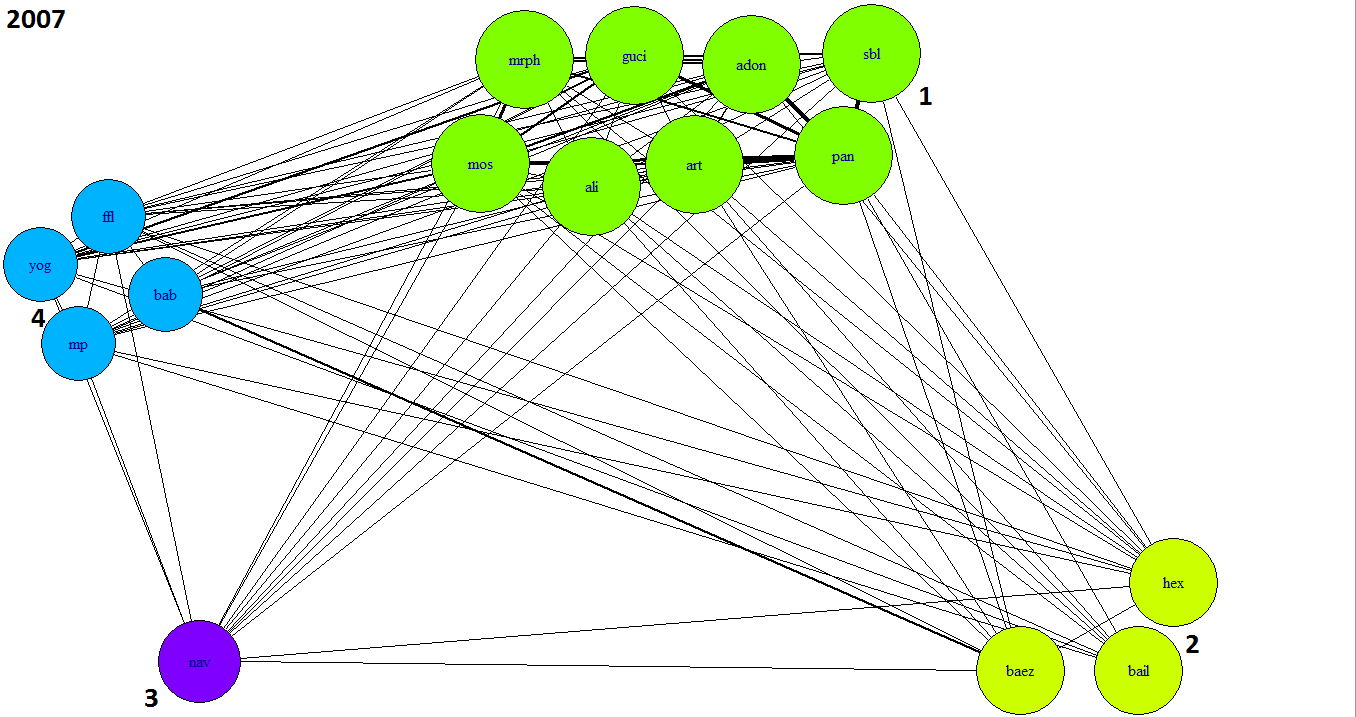 2007
mrph
guci
adon
sbl
1
mos
ali
art
pan
ffl
yog
bab
4
mp
hex
2
nav
baez
bail
3